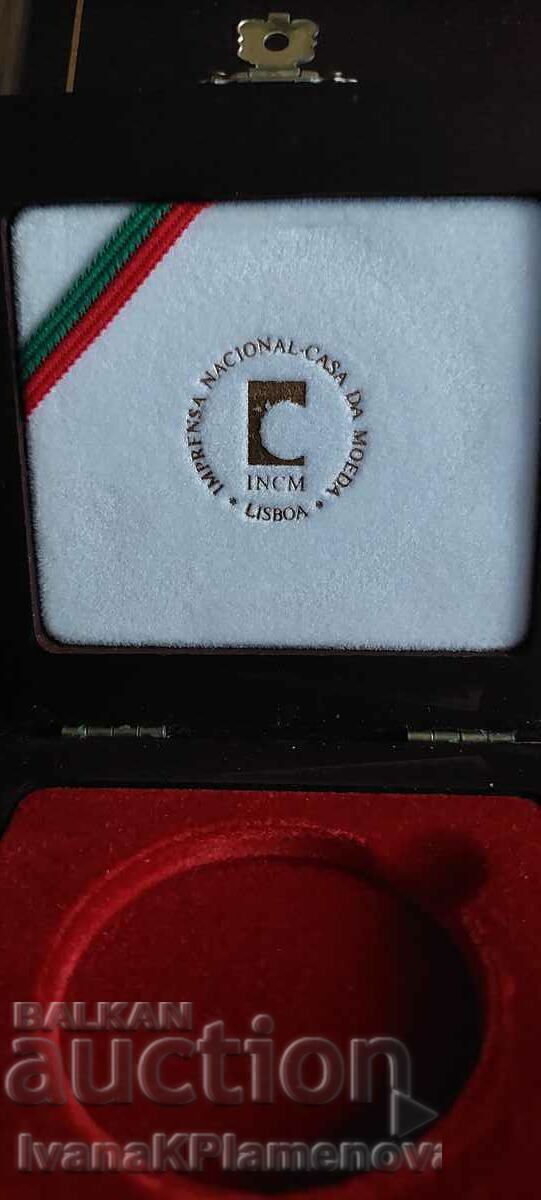 IMPRENSA NACIONAL-CASA DA MOEDA
INCM
• LISBOA •
BALKAN
auction
IvanaKPlamenova